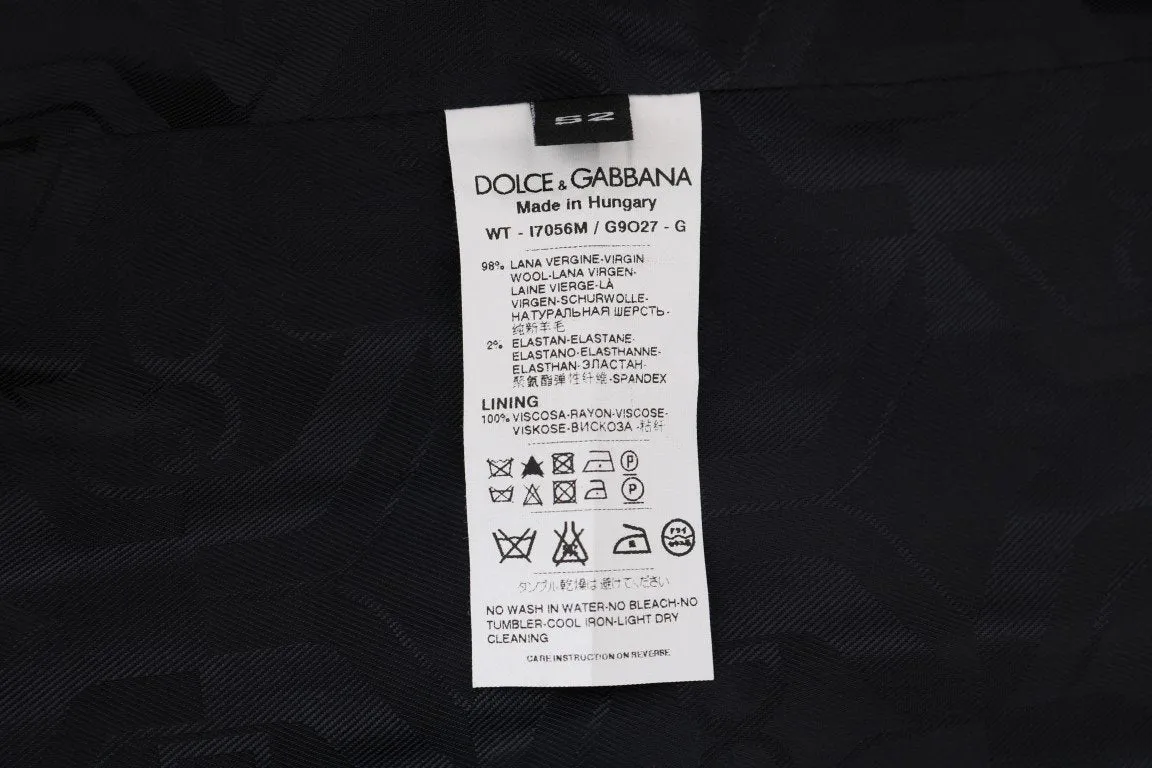 52
DOLCE & GABBANA
Made in Hungary
WT - I7056M / G9O27 - G
98% LANA VERGINE-VIRGIN
WOOL-LANA VIRGEN-
LAINE VIERGE-LÀ
VIRGEN-SCHURWOLLE-
НАТУРАЛЬНАЯ ШЕРСТЬ-
纯新羊毛
2% ELASTAN-ELASTANE-
ELASTANO-ELASTHANNE-
ELASTHAN-ЭЛАСТАН-
聚氨酯弹性纤维-SPANDEX
LINING
100% VISCOSA-RAYON-VISCOSE-
VISKOSE-ВИСКОЗА-粘纤
P
P
ドライ
タンブル乾燥は避けてください
NO WASH IN WATER-NO BLEACH-NO
TUMBLER-COOL IRON-LIGHT DRY
CLEANING
CARE INSTRUCTION ON REVERSE